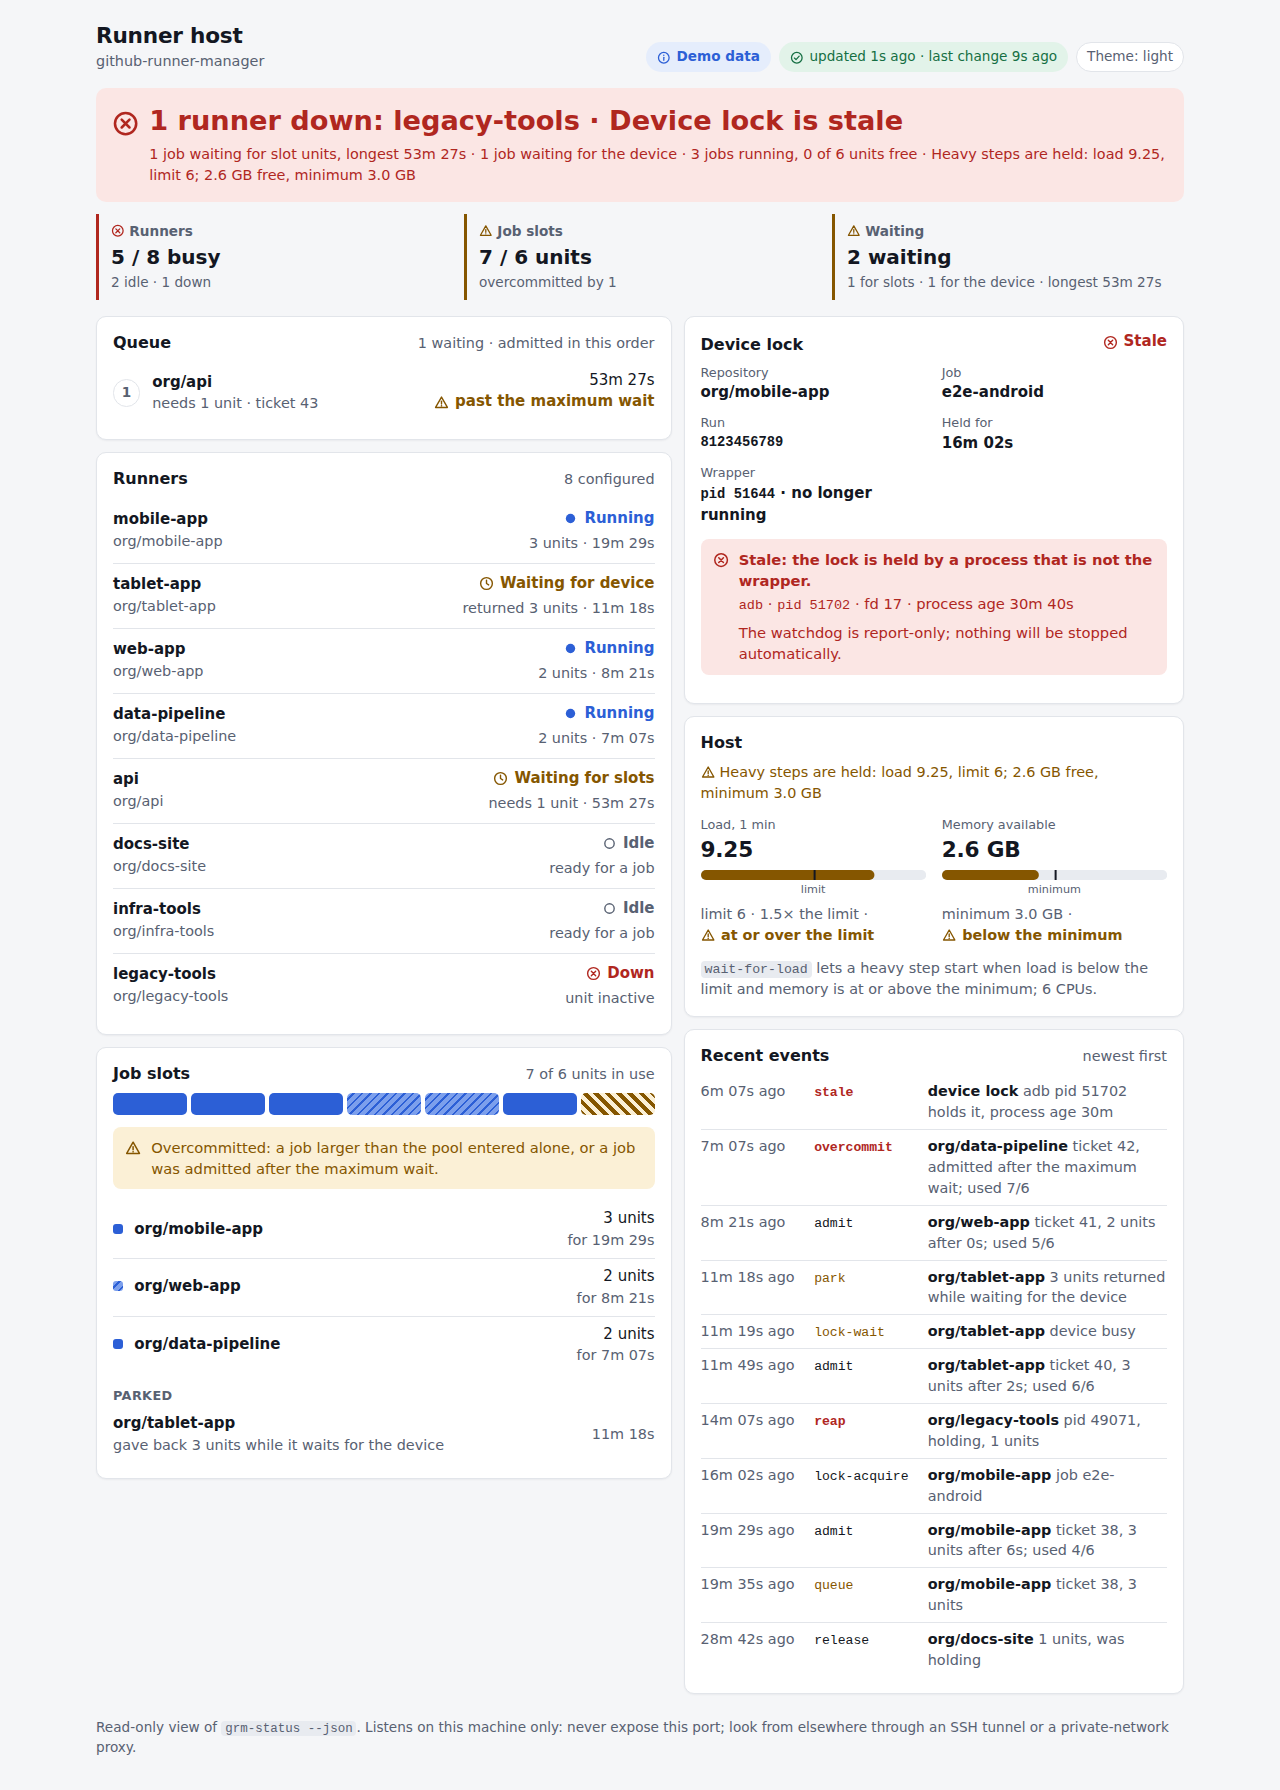 Runner host
github-runner-manager
Demo data
updated 1s ago · last change 9s ago
Theme: light
1 runner down: legacy-tools · Device lock is stale
1 job waiting for slot units, longest 53m 27s · 1 job waiting for the device · 3 jobs running, 0 of 6 units free · Heavy steps are held: load 9.25,
limit 6; 2.6 GB free, minimum 3.0 GB
Runners
5 / 8 busy
2 idle · 1 down
Job slots
7 / 6 units
overcommitted by 1
Waiting
2 waiting
1 for slots · 1 for the device · longest 53m 27s
Queue
1 waiting · admitted in this order
1
org/api
needs 1 unit · ticket 43
53m 27s
past the maximum wait
Runners
8 configured
mobile-app
org/mobile-app
Running
3 units · 19m 29s
tablet-app
org/tablet-app
Waiting for device
returned 3 units · 11m 18s
web-app
org/web-app
Running
2 units · 8m 21s
data-pipeline
org/data-pipeline
Running
2 units · 7m 07s
api
org/api
Waiting for slots
needs 1 unit · 53m 27s
docs-site
org/docs-site
Idle
ready for a job
infra-tools
org/infra-tools
Idle
ready for a job
legacy-tools
org/legacy-tools
Down
unit inactive
Job slots
7 of 6 units in use
Overcommitted: a job larger than the pool entered alone, or a job
was admitted after the maximum wait.
org/mobile-app
3 units
for 19m 29s
org/web-app
2 units
for 8m 21s
org/data-pipeline
2 units
for 7m 07s
PARKED
org/tablet-app
gave back 3 units while it waits for the device
11m 18s
Device lock
Stale
Repository
org/mobile-app
Job
e2e-android
Run
8123456789
Held for
16m 02s
Wrapper
pid 51644 · no longer
running
Stale: the lock is held by a process that is not the
wrapper.
adb · pid 51702 · fd 17 · process age 30m 40s
The watchdog is report-only; nothing will be stopped
automatically.
Host
Heavy steps are held: load 9.25, limit 6; 2.6 GB free,
minimum 3.0 GB
Load, 1 min
9.25
limit
limit 6 · 1.5× the limit ·
at or over the limit
Memory available
2.6 GB
minimum
minimum 3.0 GB ·
below the minimum
wait-for-load lets a heavy step start when load is below the
limit and memory is at or above the minimum; 6 CPUs.
Recent events
newest first
6m 07s ago stale device lock adb pid 51702
holds it, process age 30m
7m 07s ago overcommit org/data-pipeline ticket 42,
admitted after the maximum
wait; used 7/6
8m 21s ago admit org/web-app ticket 41, 2 units
after 0s; used 5/6
11m 18s ago park org/tablet-app 3 units returned
while waiting for the device
11m 19s ago lock-wait org/tablet-app device busy
11m 49s ago admit org/tablet-app ticket 40, 3
units after 2s; used 6/6
14m 07s ago reap org/legacy-tools pid 49071,
holding, 1 units
16m 02s ago lock-acquire org/mobile-app job e2e-
android
19m 29s ago admit org/mobile-app ticket 38, 3
units after 6s; used 4/6
19m 35s ago queue org/mobile-app ticket 38, 3
units
28m 42s ago release org/docs-site 1 units, was
holding
Read-only view of grm-status --json. Listens on this machine only: never expose this port; look from elsewhere through an SSH tunnel or a private-network
proxy.